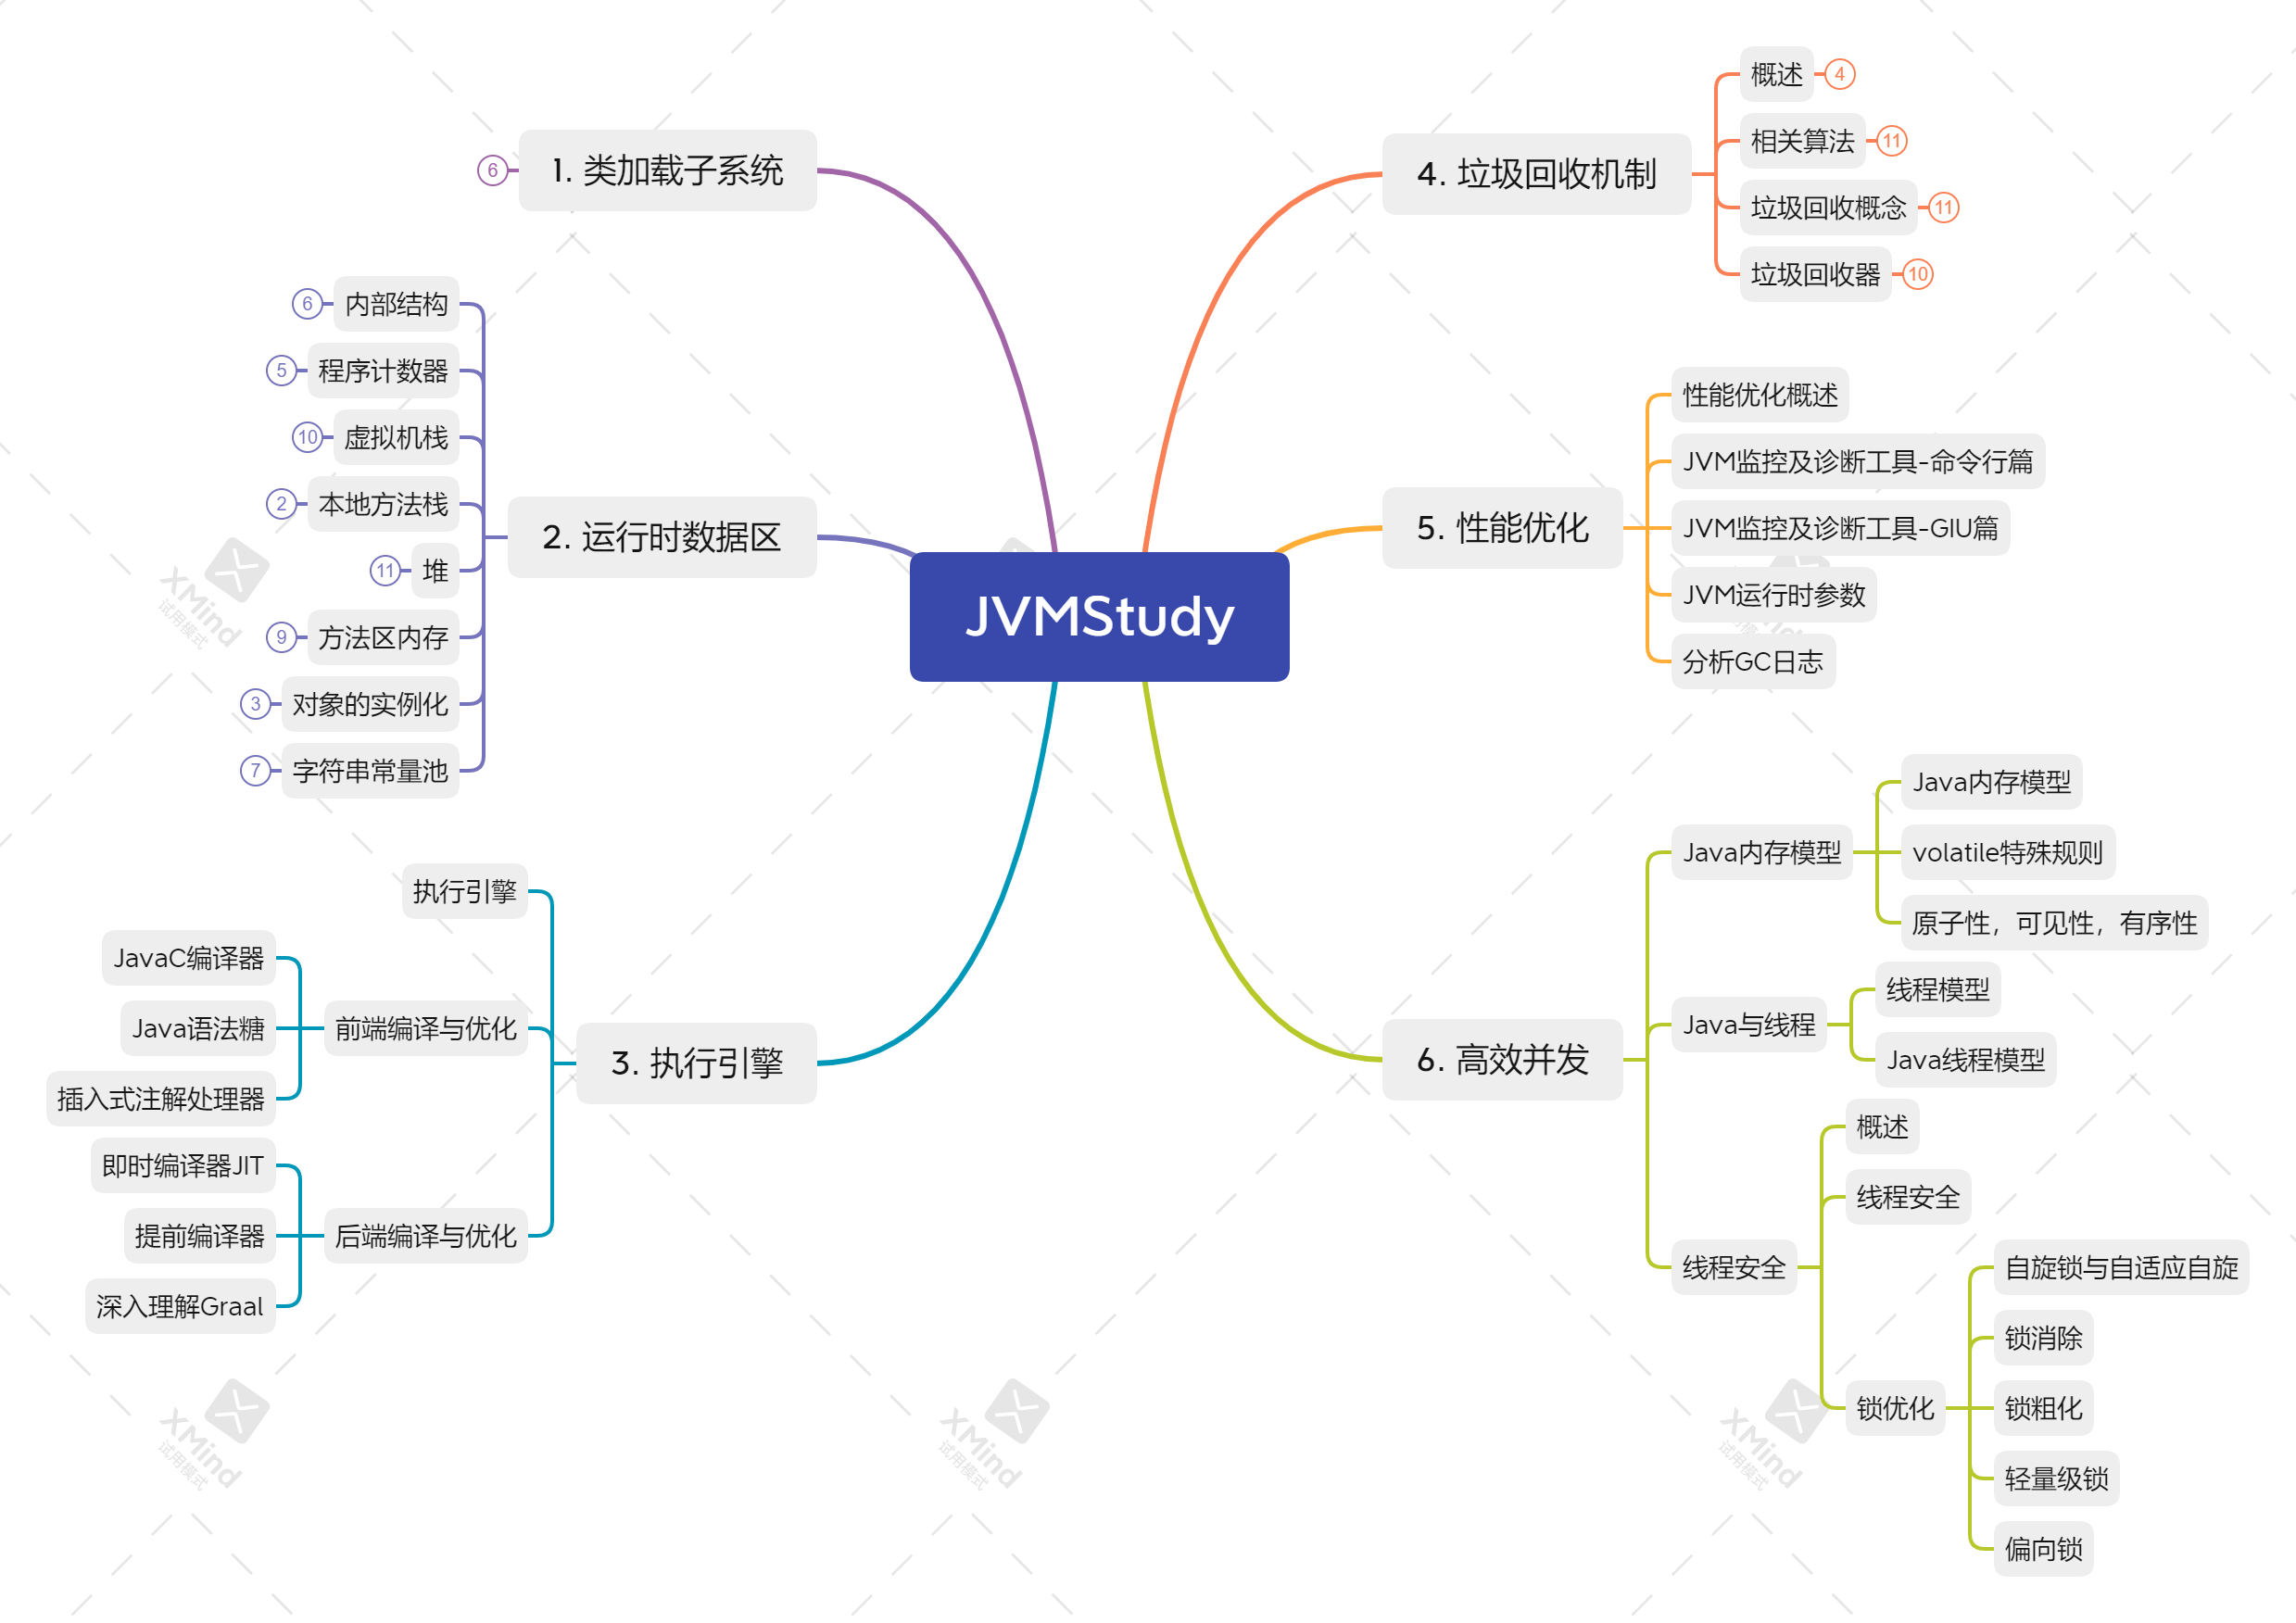 JVMStudy
1. 类加载子系统
6
2. 运行时数据区
内部结构
6
程序计数器
5
虚拟机栈
10
本地方法栈
2
堆
11
方法区内存
9
对象的实例化
3
字符串常量池
7
3. 执行引擎
执行引擎
前端编译与优化
JavaC编译器
Java语法糖
插入式注解处理器
后端编译与优化
即时编译器JIT
提前编译器
深入理解Graal
4. 垃圾回收机制
概述
4
相关算法
11
垃圾回收概念
11
垃圾回收器
10
5. 性能优化
性能优化概述
JVM监控及诊断工具-命令行篇
JVM监控及诊断工具-GIU篇
JVM运行时参数
分析GC日志
6. 高效并发
Java内存模型
Java内存模型
volatile特殊规则
原子性，可见性，有序性
Java与线程
线程模型
Java线程模型
线程安全
概述
线程安全
锁优化
自旋锁与自适应自旋
锁消除
锁粗化
轻量级锁
偏向锁
XMind
试用模式
XMind
试用模式
XMind
试用模式
XMind
试用模式